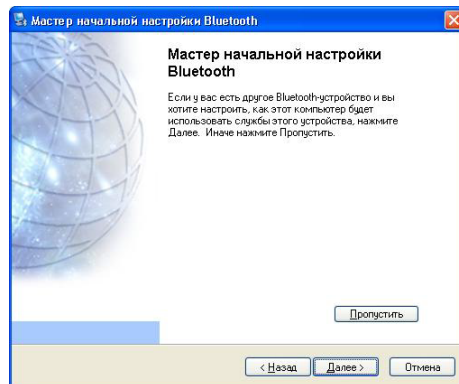 Мастер начальной настройки Bluetooth
Мастер начальной настройки
Bluetooth
Если у вас есть другое Bluetooth-устройство и вы
хотите настроить, как этот компьютер будет
использовать службы этого устройства, нажмите
Далее. Иначе нажмите Пропустить.
Пропустить
< Назад
Далее >
Отмена